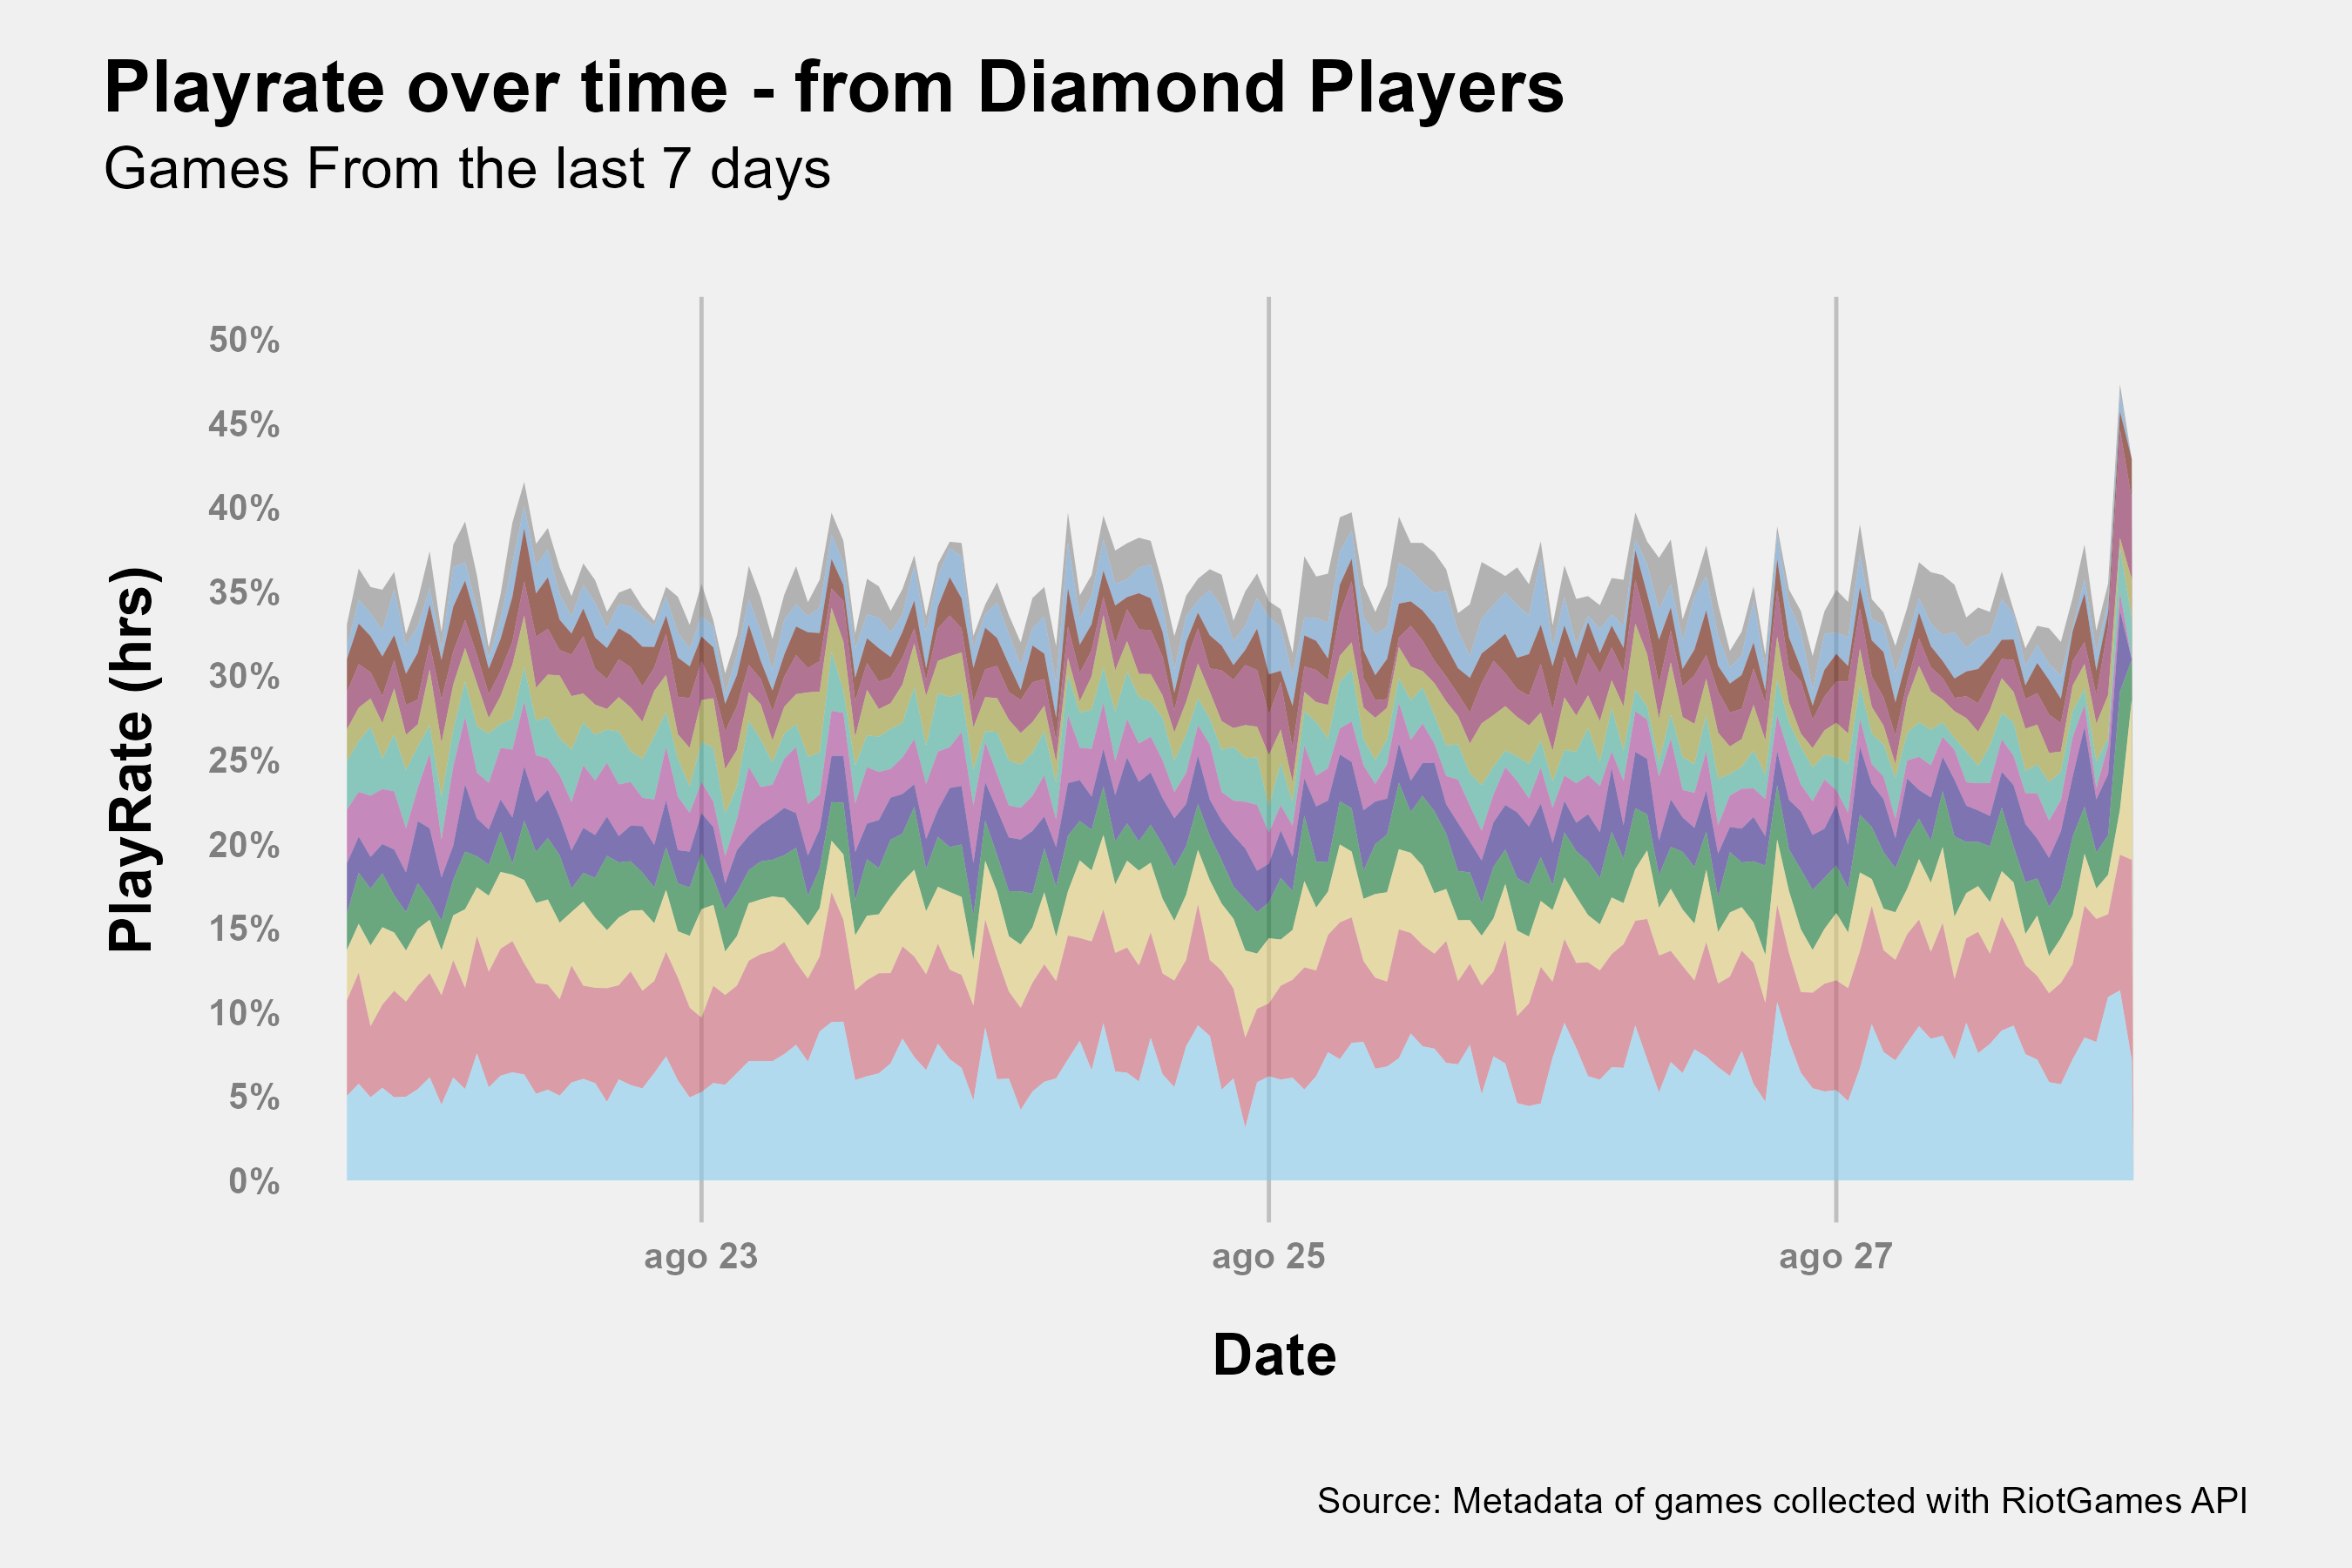 Playrate over time - from Diamond Players
Games From the last 7 days
PlayRate (hrs)
50%
45%
40%
35%
30%
25%
20%
15%
10%
5%
0%
ago 23
ago 25
ago 27
Date
Source: Metadata of games collected with RiotGames API